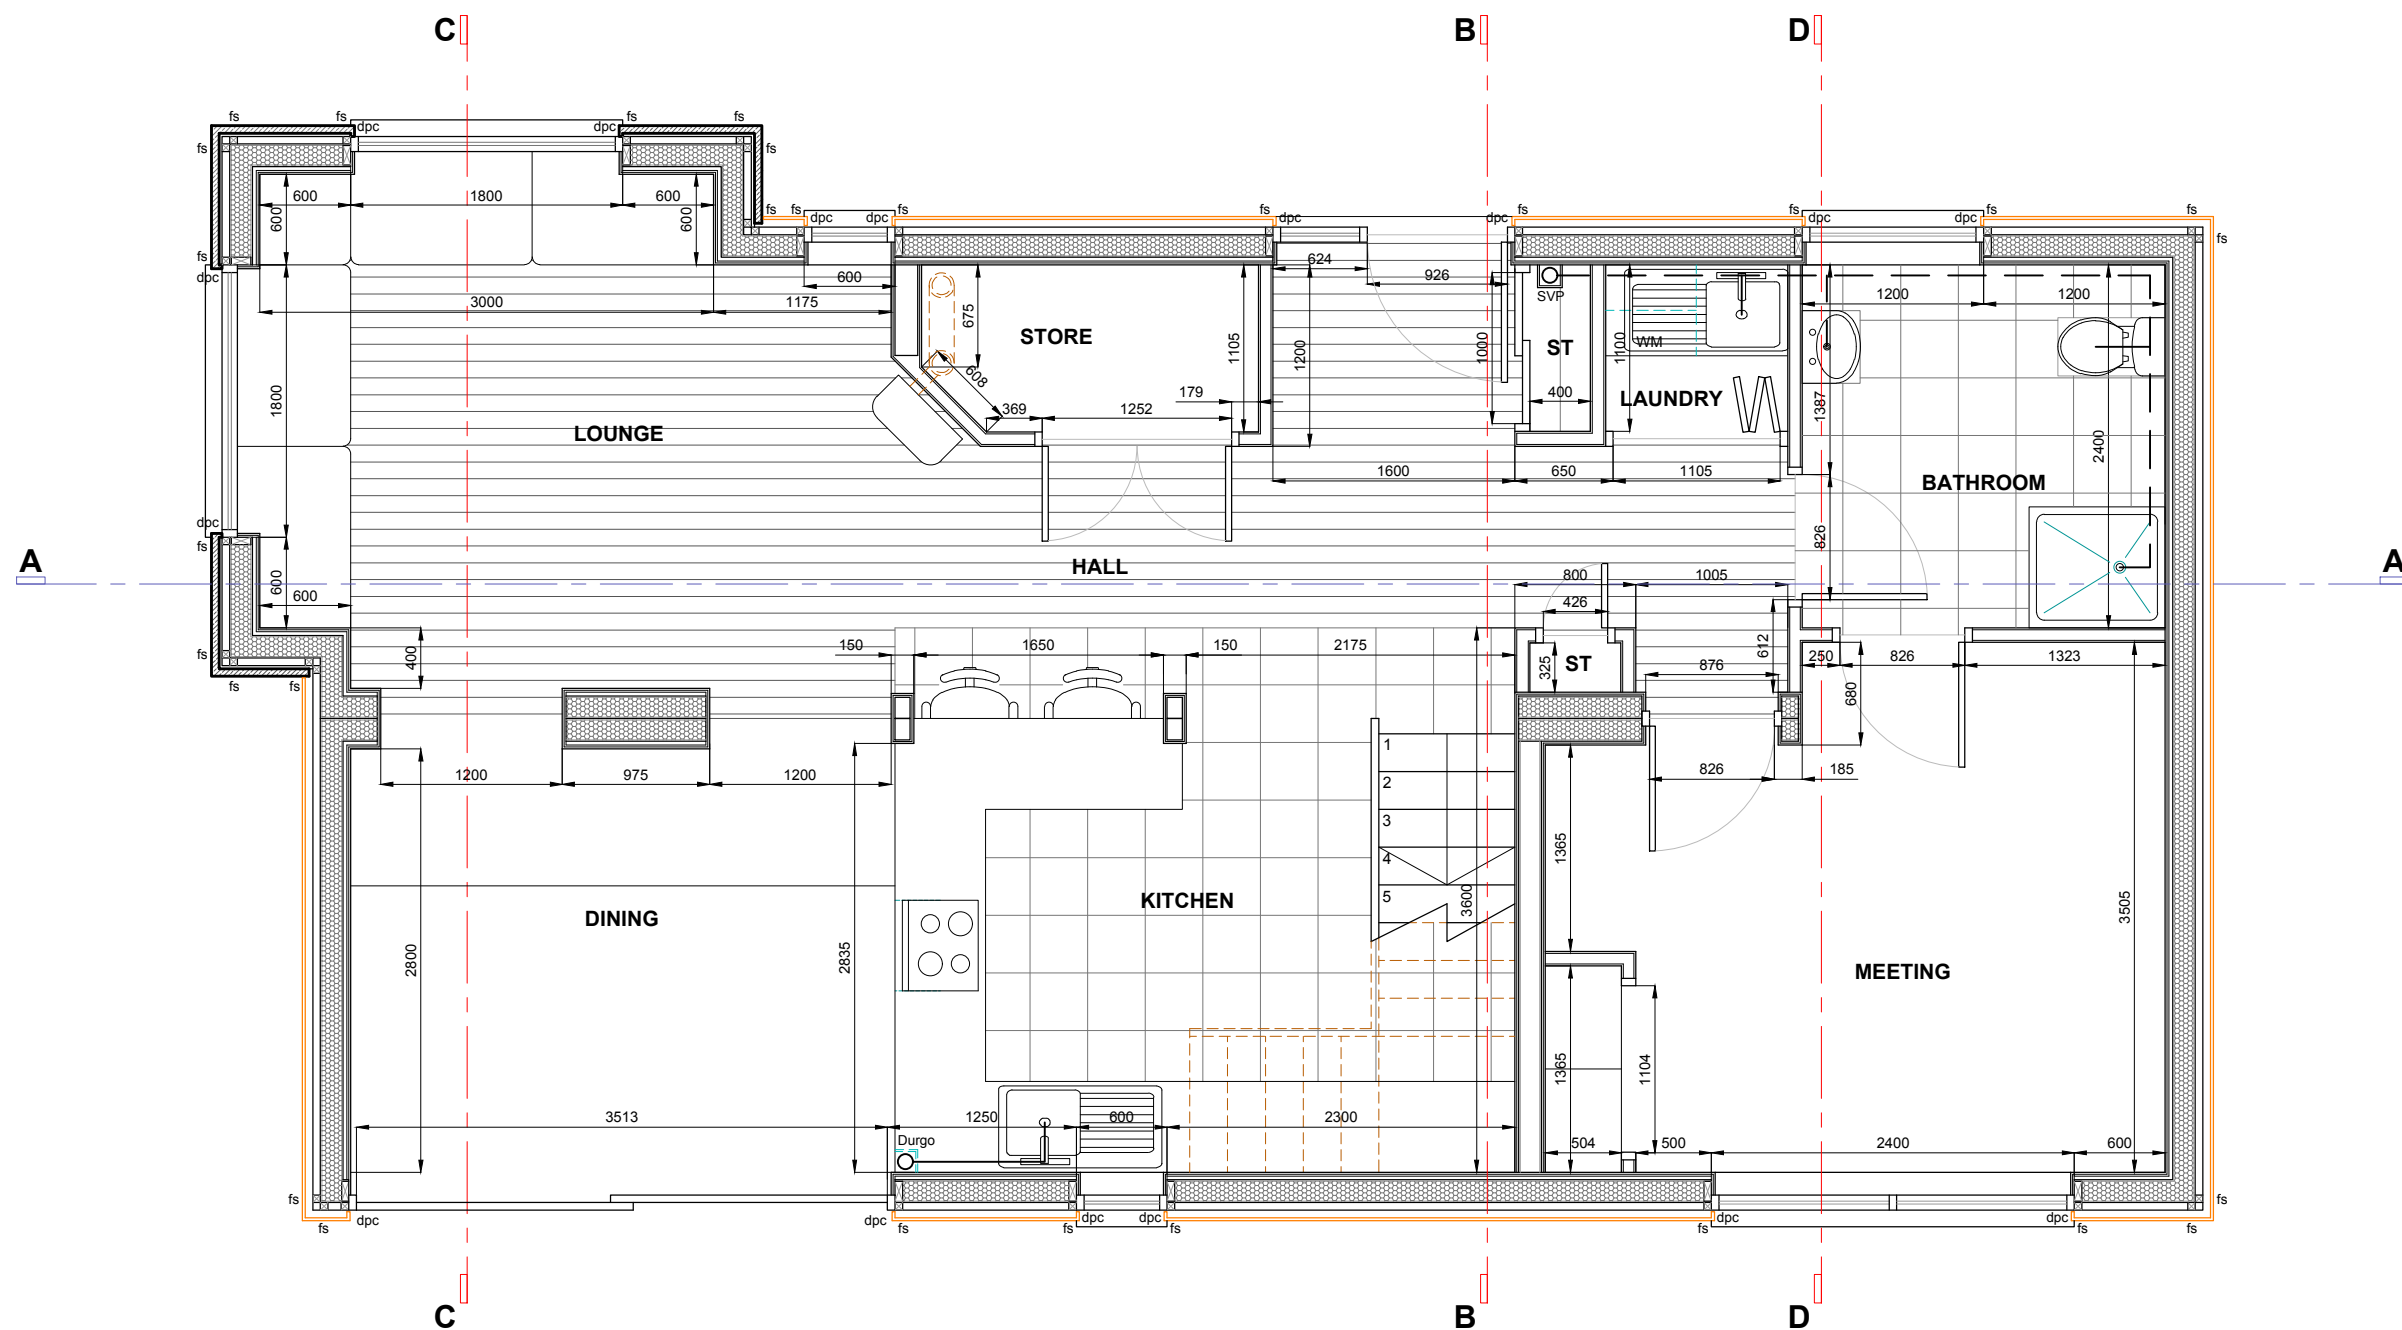 C B D
fs fs fs fs
dpc dpc
fs fs
600 1800 600
600 600
fs fs dpc dpc fs fs dpc dpc fs fs dpc dpc fs fs
fs
fs
dpc
600 624 926
3000 1175
675
STORE
1105
1200
1000
SVP
ST
1100
WM
1200 1200
608
369 1252 179
400
LAUNDRY
1387
1800
LOUNGE
2400
1600 650 1105
BATHROOM
dpc
fs
826
A A
HALL
600
600
800 1005
426
612
400
150 1650 150 2175
325
ST
876
250 826 1323
fs
fs fs
680
1
1200 975 1200
2
826 185
3
1365
4
5
KITCHEN
3600
DINING
3505
2800
2835
MEETING
1365
1104
3513 1250 600 2300
Durgo
504 500 2400 600
fs
fs
dpc dpc fs dpc dpc fs fs dpc dpc fs fs
fs
fs
C B D